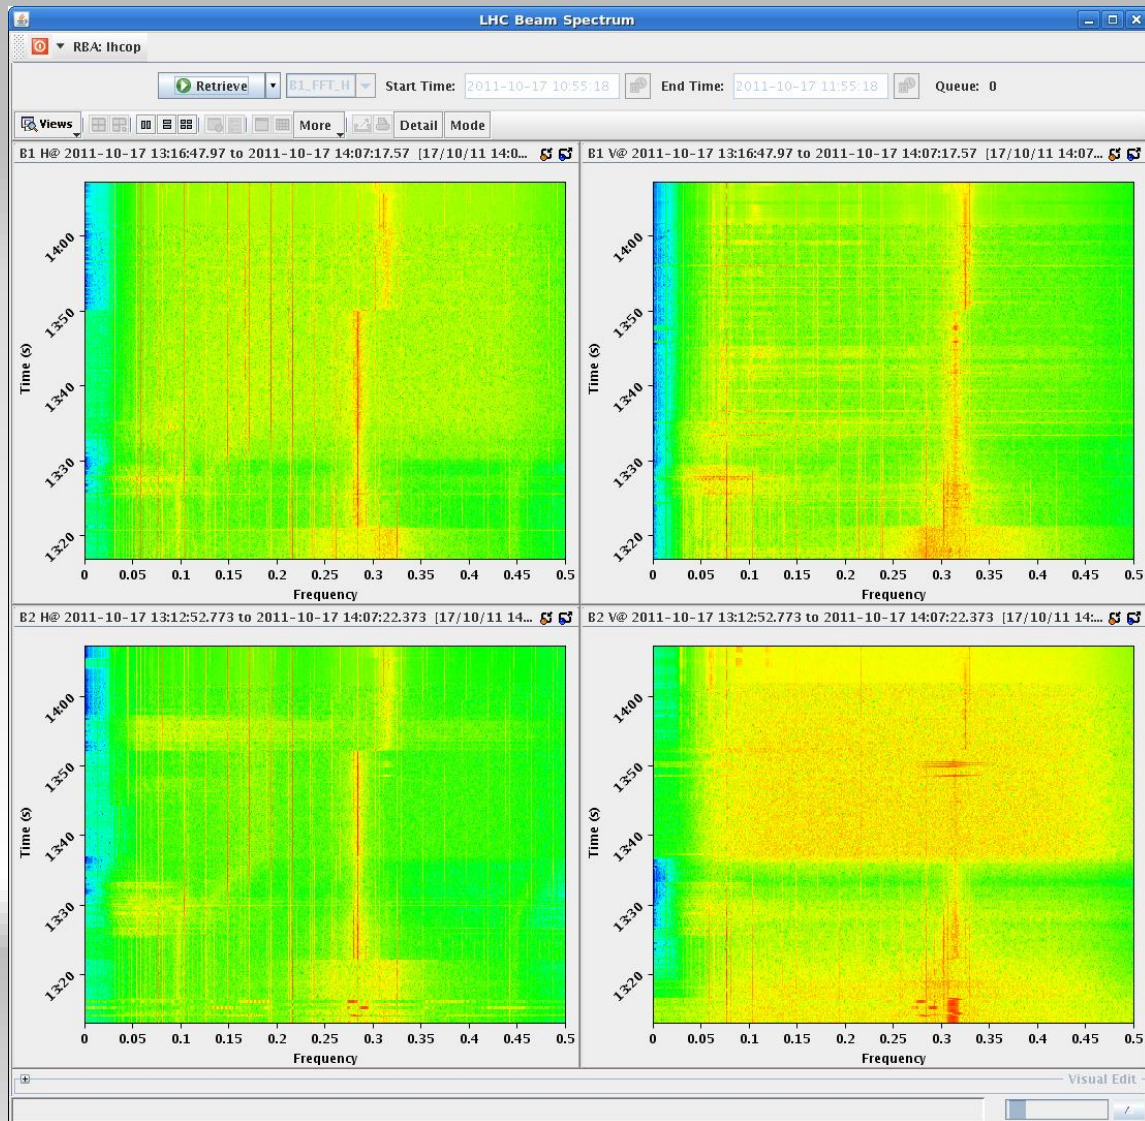 LHC Beam Spectrum
RBA: lhcop
Retrieve B1_FFT_H Start Time: 2011-10-17 10:55:18 End Time: 2011-10-17 11:55:18 Queue: 0
Views More Detail Mode
B1 H@ 2011-10-17 13:16:47.97 to 2011-10-17 14:07:17.57 [17/10/11 14:0...
Time (s)
14:00
13:50
13:40
13:30
13:20
0 0.05 0.1 0.15 0.2 0.25 0.3 0.35 0.4 0.45 0.5
Frequency
B1 V@ 2011-10-17 13:16:47.97 to 2011-10-17 14:07:17.57 [17/10/11 14:07...
Time (s)
14:00
13:50
13:40
13:30
13:20
0 0.05 0.1 0.15 0.2 0.25 0.3 0.35 0.4 0.45 0.5
Frequency
B2 H@ 2011-10-17 13:12:52.773 to 2011-10-17 14:07:22.373 [17/10/11 14...
Time (s)
14:00
13:50
13:40
13:30
13:20
0 0.05 0.1 0.15 0.2 0.25 0.3 0.35 0.4 0.45 0.5
Frequency
B2 V@ 2011-10-17 13:12:52.773 to 2011-10-17 14:07:22.373 [17/10/11 14:...
Time (s)
14:00
13:50
13:40
13:30
13:20
0 0.05 0.1 0.15 0.2 0.25 0.3 0.35 0.4 0.45 0.5
Frequency
Visual Edit